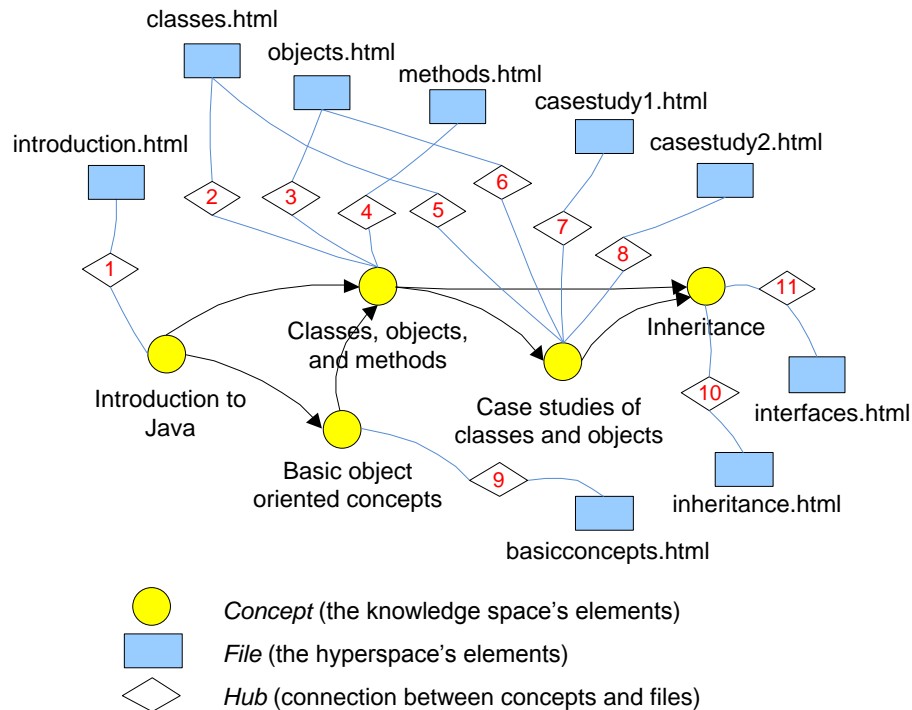 classes.html
objects.html
methods.html
casestudy1.html
introduction.html
casestudy2.html
2
3
4
5
6
7
8
1
11
Classes, objects,
and methods
Inheritance
Introduction to
Java
10
Case studies of
classes and objects
interfaces.html
Basic object
oriented concepts
9
inheritance.html
basicconcepts.html
Concept (the knowledge space’s elements)
File (the hyperspace’s elements)
Hub (connection between concepts and files)